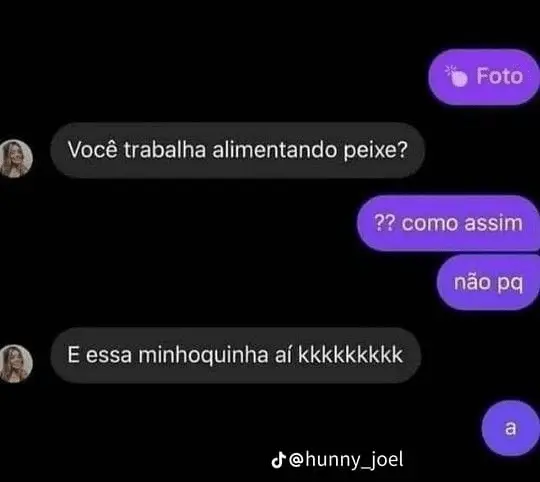 Foto
Você trabalha alimentando peixe?
?? como assim
não pq
E essa minhoquinha aí kkkkkkkkk
a
@hunny_joel